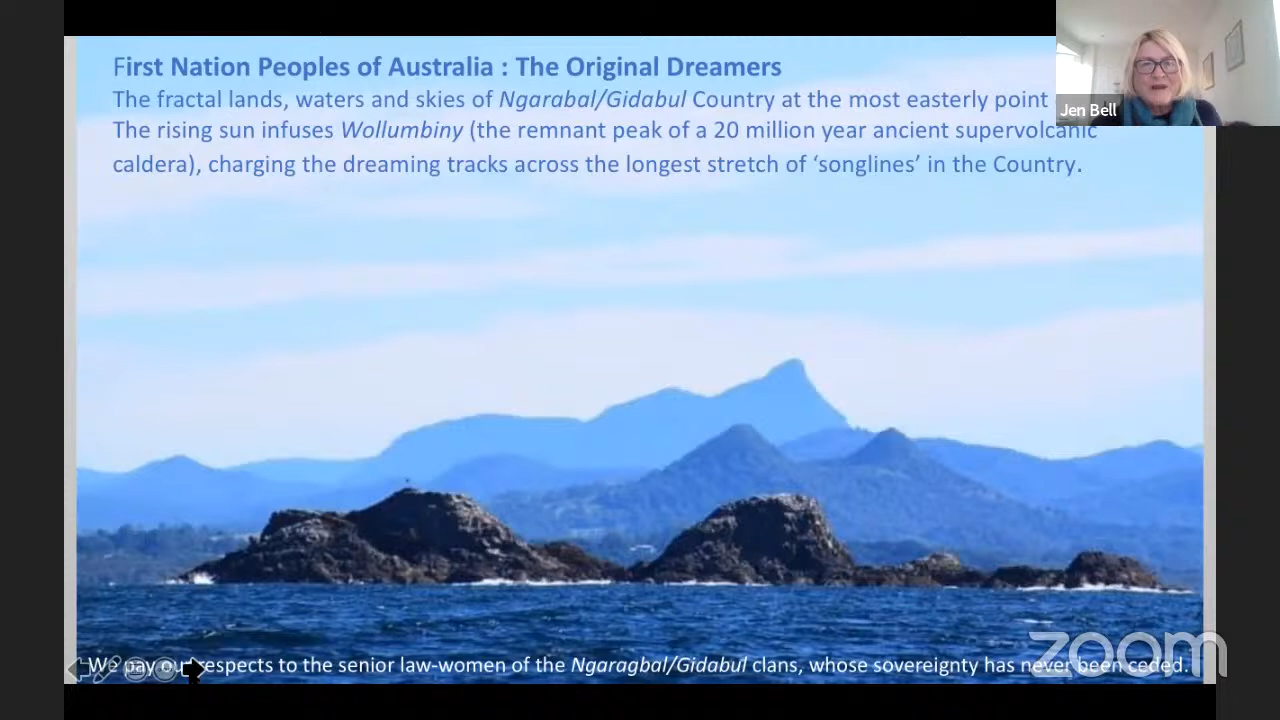 First Nation Peoples of Australia : The Original Dreamers
The fractal lands, waters and skies of Ngarabal/Gidabul Country at the most easterly point
The rising sun infuses Wollumbiny (the remnant peak of a 20 million year ancient supervolcanic
caldera), charging the dreaming tracks across the longest stretch of ‘songlines’ in the Country.
Jen Bell
We pay our respects to the senior law-women of the Ngaragbal/Gidabul clans, whose sovereignty has never been ceded.
zoom